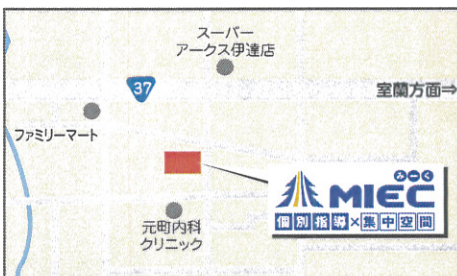 スーパー
アークス伊達店
37
室蘭方面⇒
ファミリーマート
みーく
MIEC
個別指導×集中空間
元町内科
クリニック